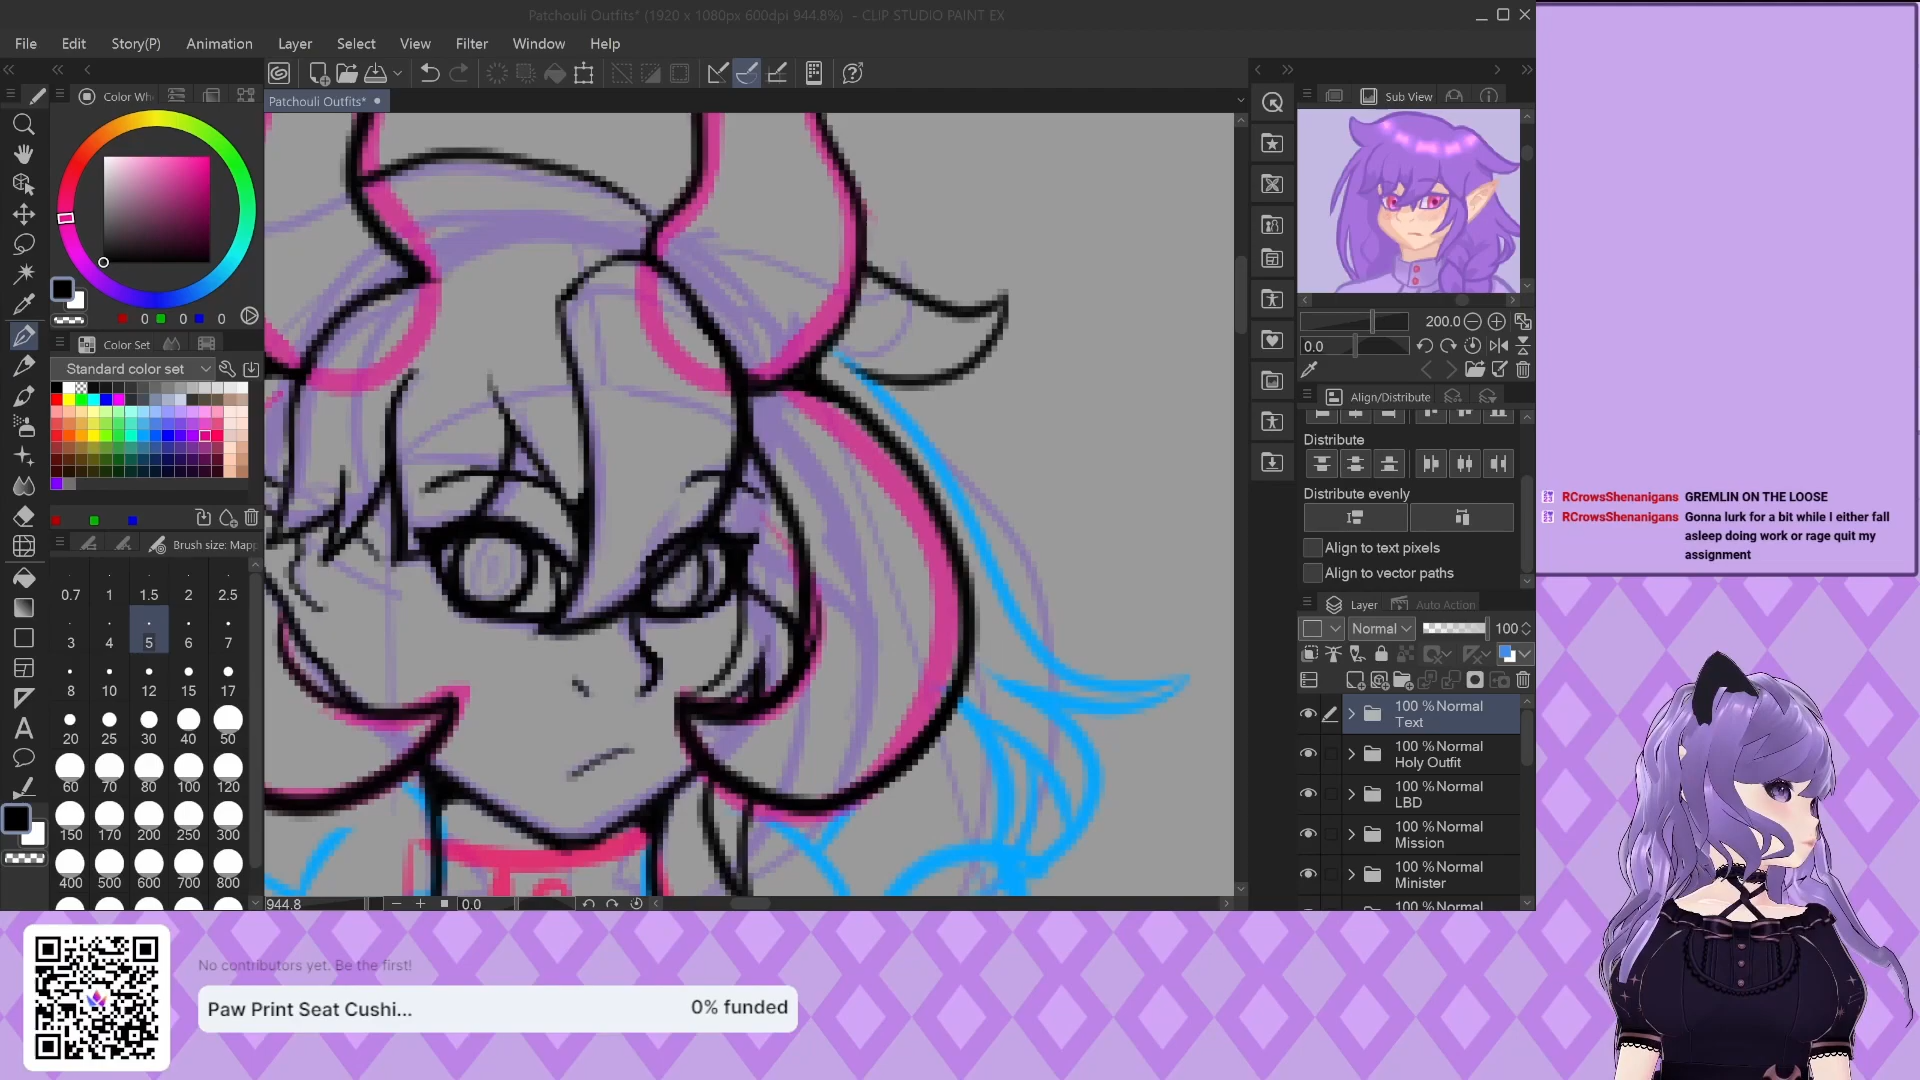 Patchouli Outfits* (1920 x 1080px 600dpi 944.8%) - CLIP STUDIO PAINT EX
File Edit Story(P) Animation Layer Select View Filter Window Help
Patchouli Outfits*
Color Wh
Sub View
0 0 0
Color Set
Standard color set
Brush size: Mapp
0.7 1 1.5 2 2.5
3 4 5 6 7
8 10 12 15 17
20 25 30 40 50
60 70 80 100 120
150 170 200 250 300
400 500 600 700 800
944.8 0.0
200.0
0.0
Align/Distribute
Distribute
Distribute evenly
Align to text pixels
Align to vector paths
Layer Auto Action
Normal 100
100 % Normal
Text
100 % Normal
Holy Outfit
100 % Normal
LBD
100 % Normal
Mission
100 % Normal
Minister
100 % Normal
RCrowsShenanigans GREMLIN ON THE LOOSE
RCrowsShenanigans Gonna lurk for a bit while I either fall
asleep doing work or rage quit my
assignment
No contributors yet. Be the first!
Paw Print Seat Cushi... 0% funded